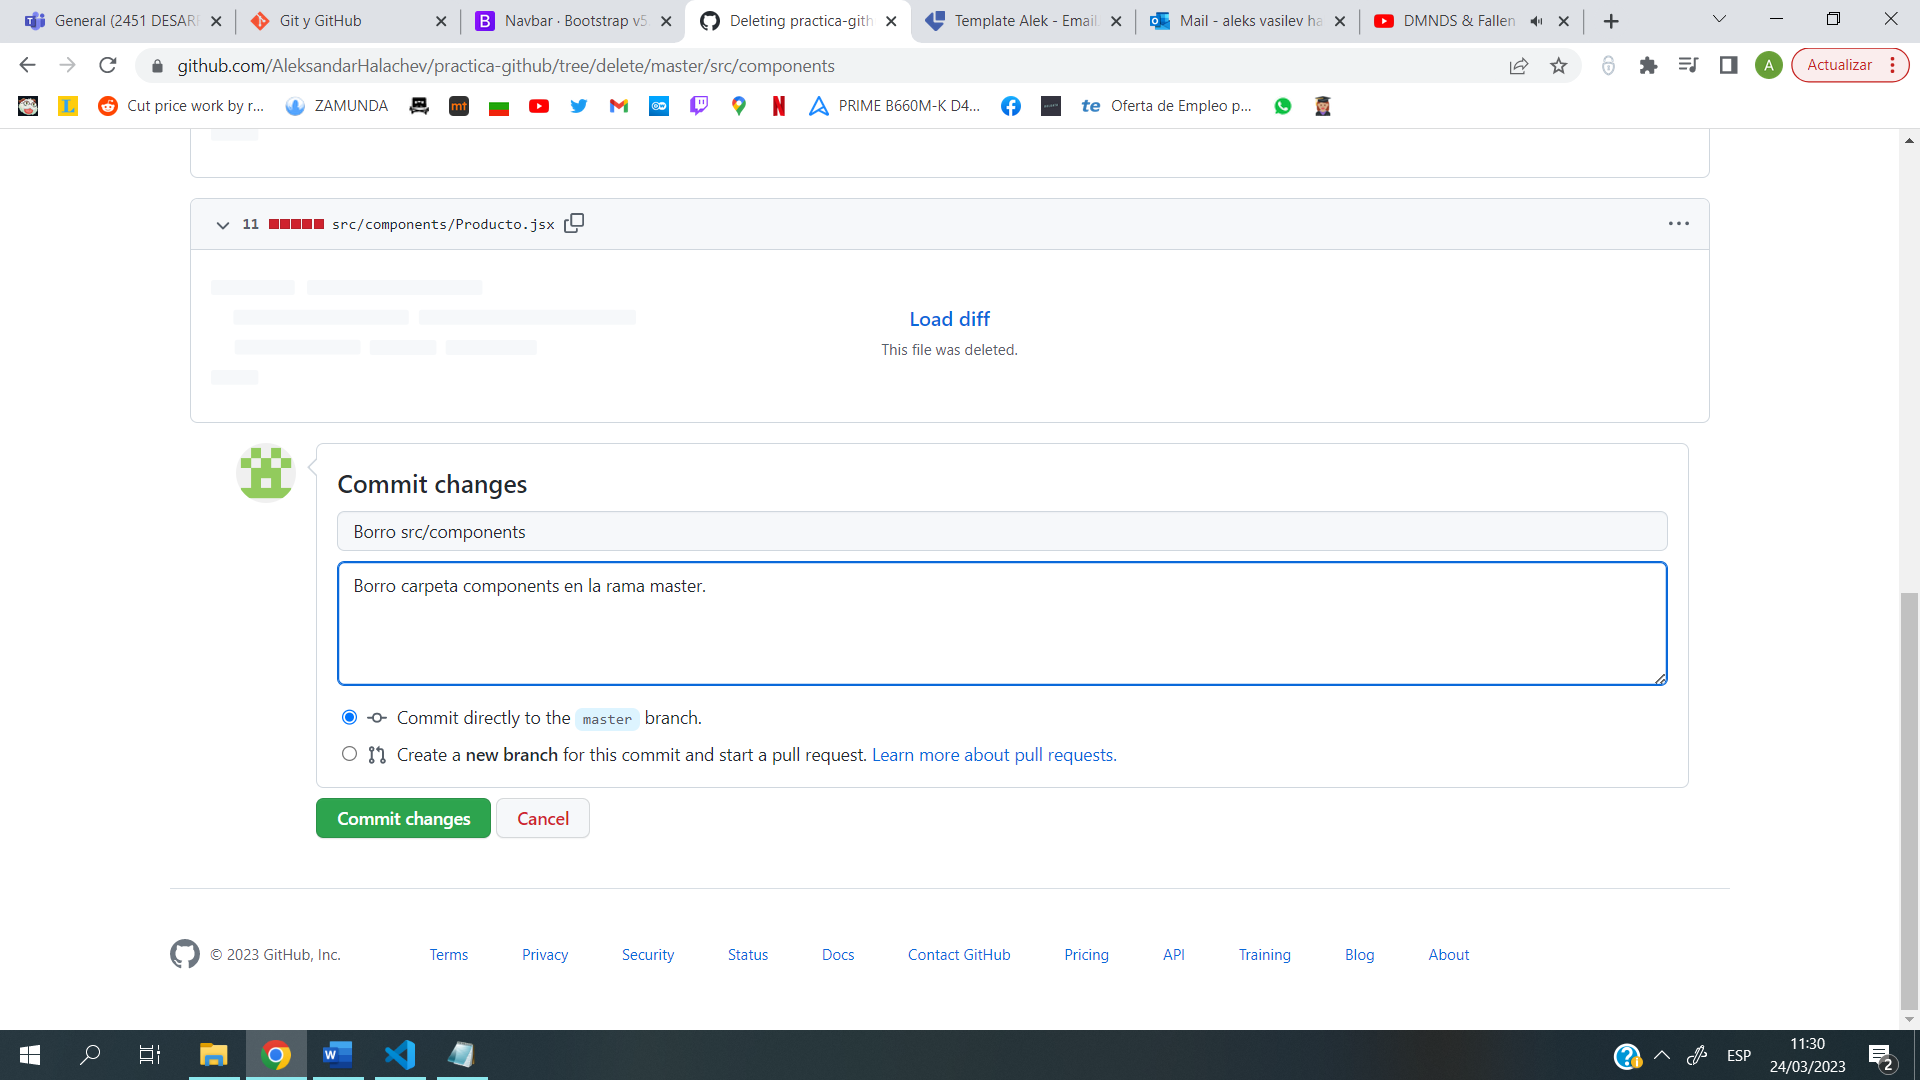 General (2451 DESARR
Git y GitHub
Navbar · Bootstrap v5.
Deleting practica-gith
Template Alek - Email.
Mail - aleks vasilev ha
DMNDS & Fallen
github.com/AleksandarHalachev/practica-github/tree/delete/master/src/components
A
Actualizar
Cut price work by r...
ZAMUNDA
PRIME B660M-K D4...
Oferta de Empleo p...
11 src/components/Producto.jsx
Load diff
This file was deleted.
Commit changes
Borro src/components
Borro carpeta components en la rama master.
Commit directly to the master branch.
Create a new branch for this commit and start a pull request. Learn more about pull requests.
Commit changes
Cancel
© 2023 GitHub, Inc.
Terms
Privacy
Security
Status
Docs
Contact GitHub
Pricing
API
Training
Blog
About
ESP
11:30
24/03/2023
2